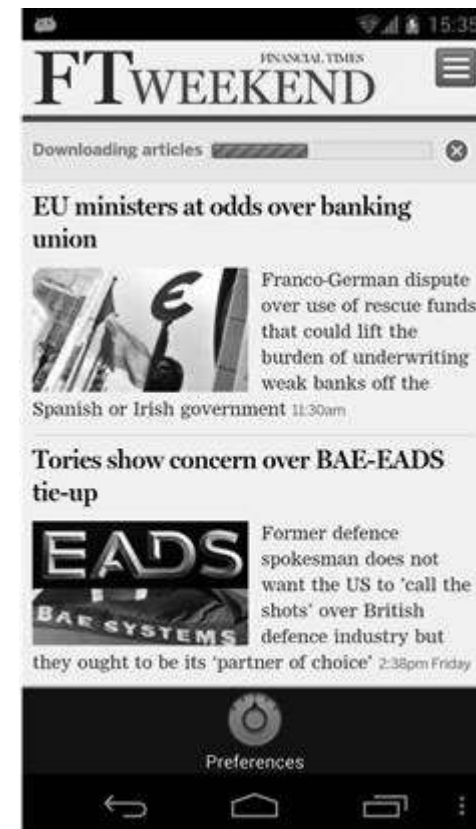 15:35
FINANCIAL TIMES
FTWEEKEND
Downloading articles
EU ministers at odds over banking
union
Franco-German dispute
over use of rescue funds
that could lift the
burden of underwriting
weak banks off the
Spanish or Irish government 11:30am
Tories show concern over BAE-EADS
tie-up
EADS
BAE SYSTEMS
Former defence
spokesman does not
want the US to 'call the
shots' over British
defence industry but
they ought to be its 'partner of choice' 2:38pm Friday
Preferences